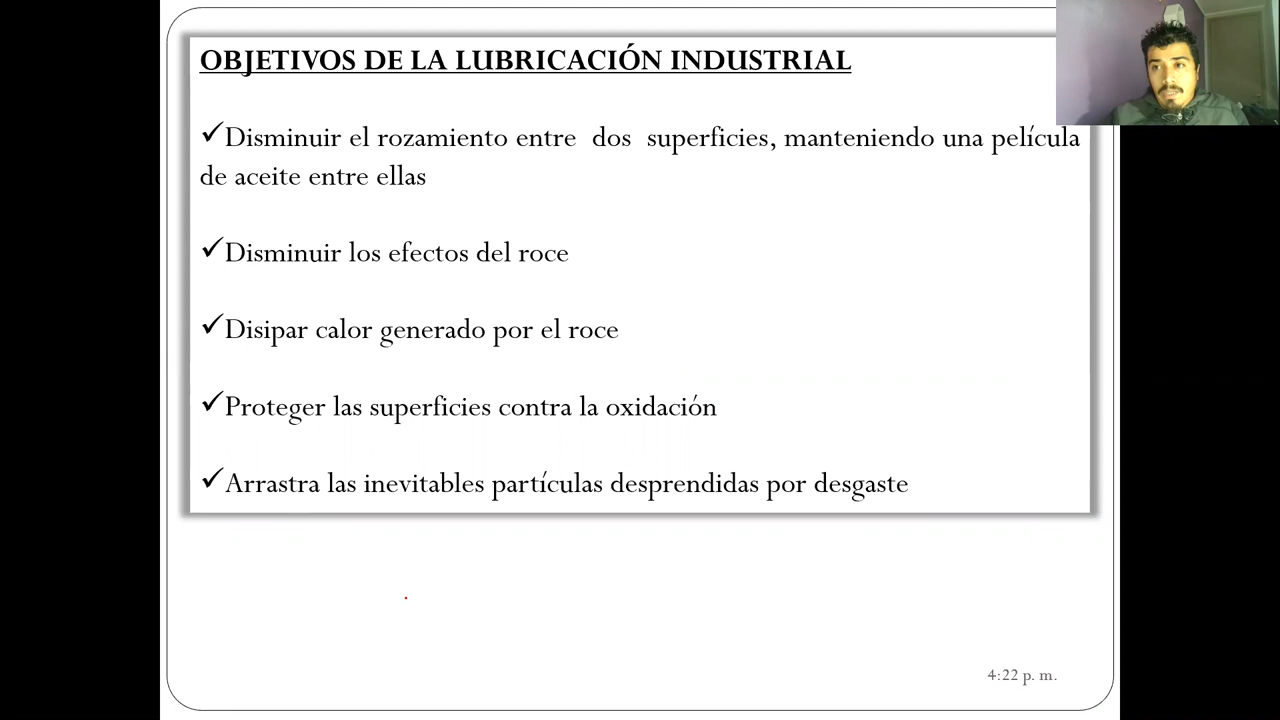 OBJETIVOS DE LA LUBRICACIÓN INDUSTRIAL
✓Disminuir el rozamiento entre dos superficies, manteniendo una película
de aceite entre ellas
✓Disminuir los efectos del roce
✓Disipar calor generado por el roce
✓Proteger las superficies contra la oxidación
✓Arrastra las inevitables partículas desprendidas por desgaste
4:22 p. m.